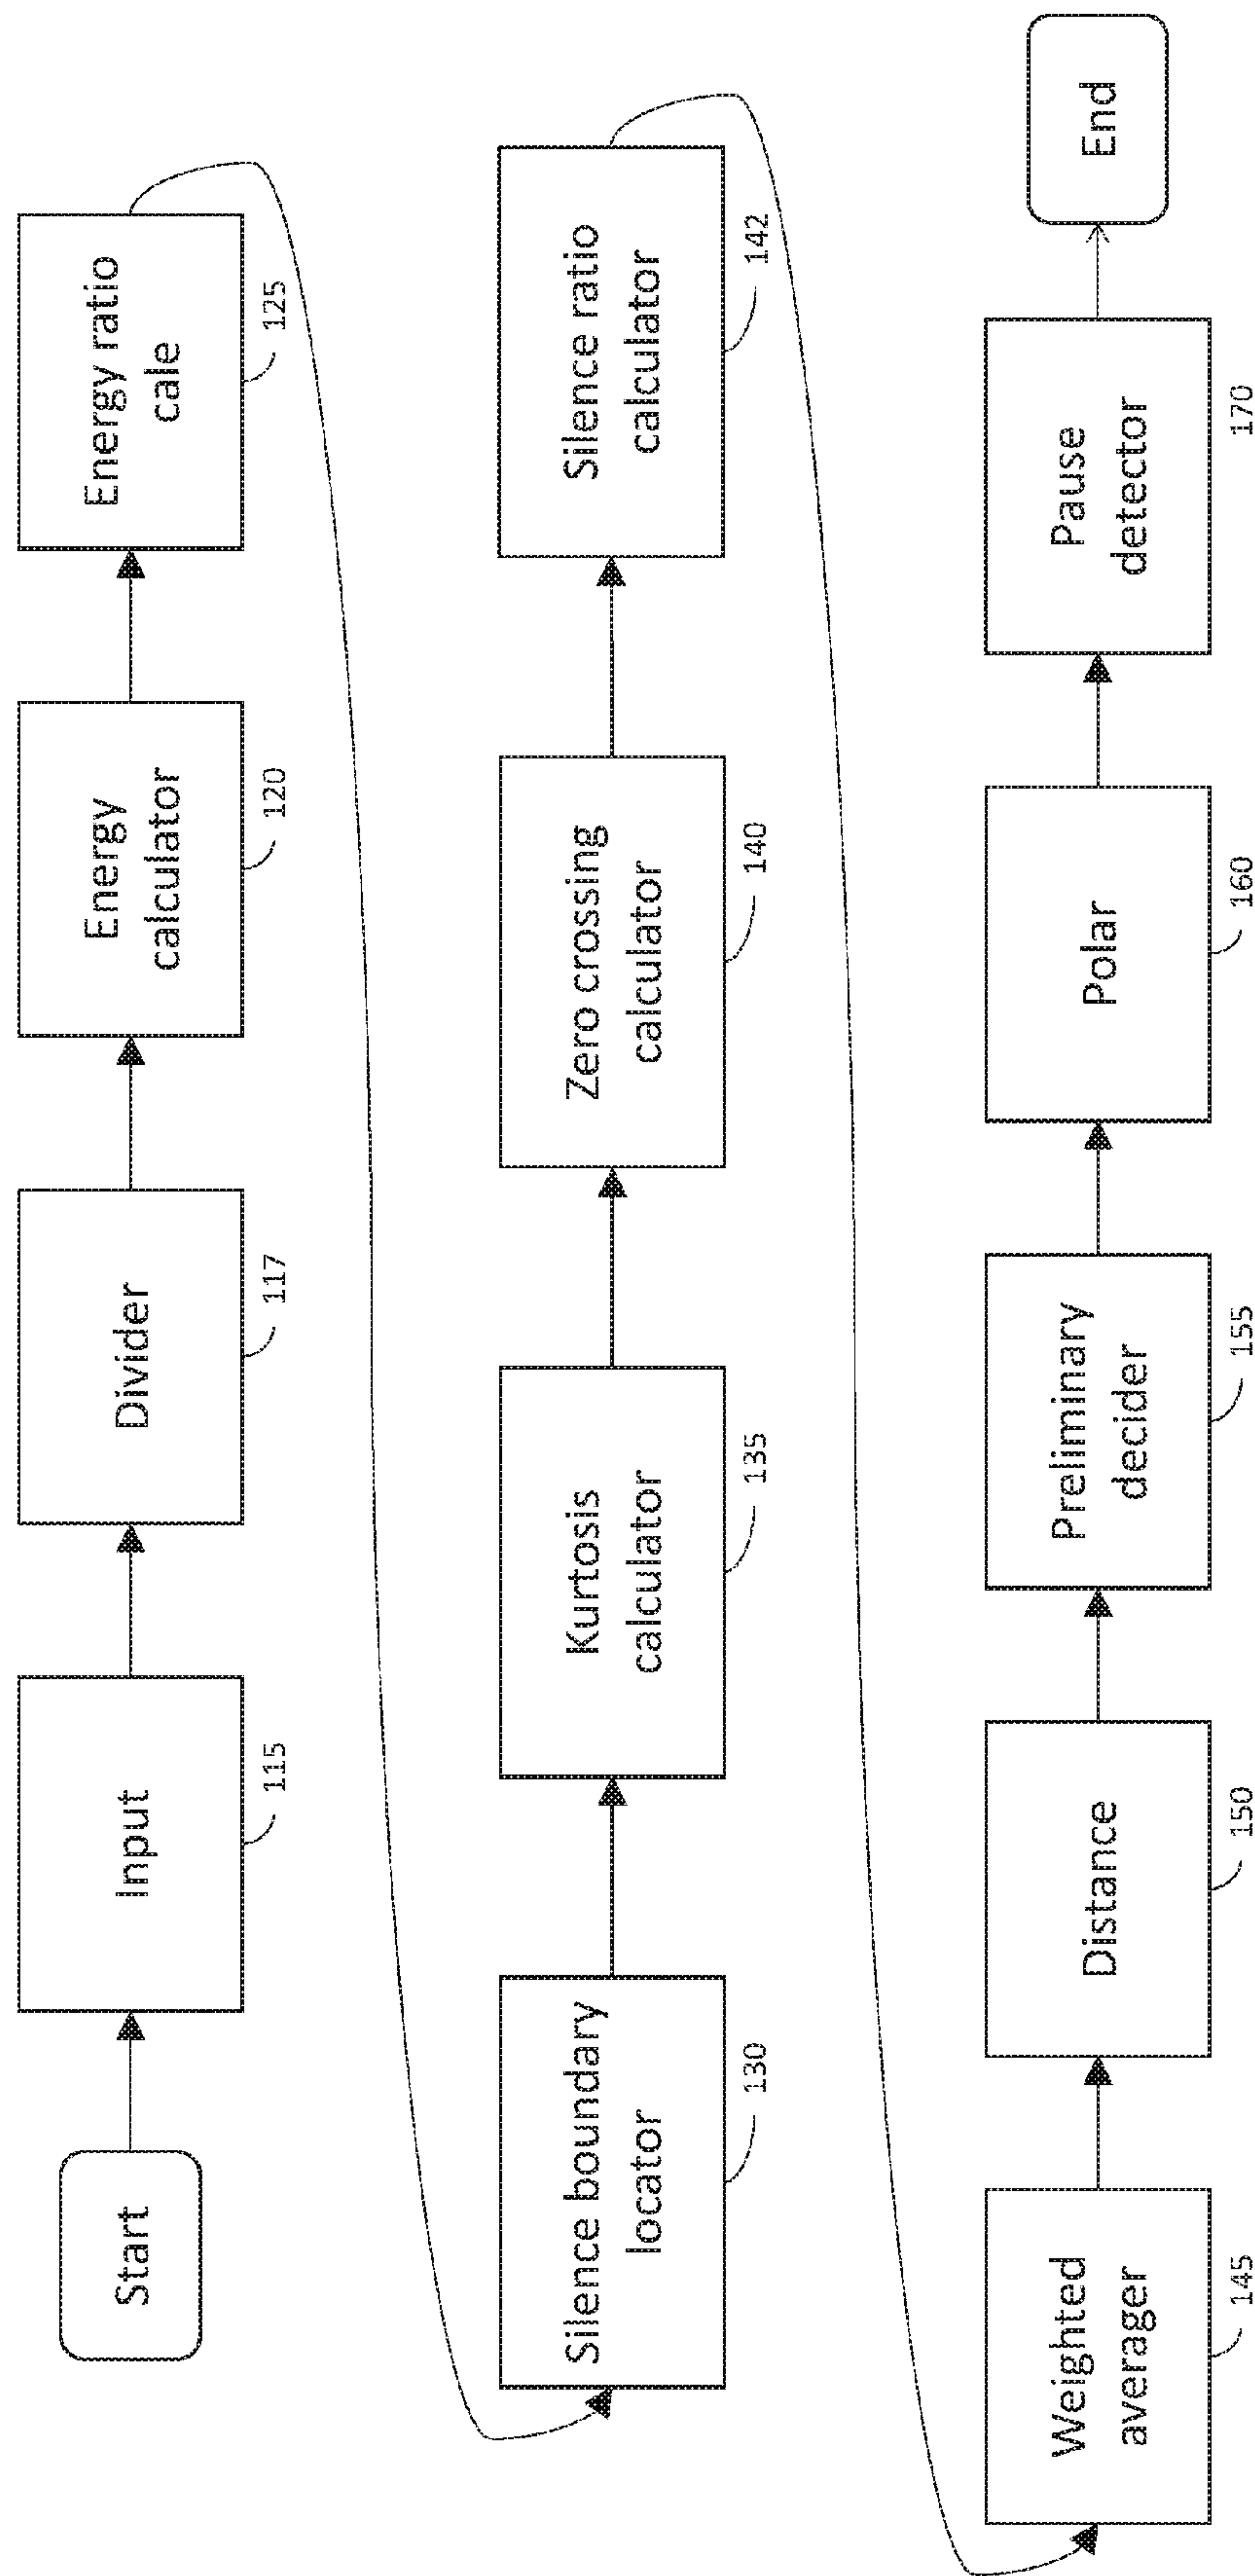 Start
Input
115
Divider
117
Energy
calculator
120
Energy ratio
cale
125
Silence boundary
locator
130
Kurtosis
calculator
135
Zero crossing
calculator
140
Silence ratio
calculator
142
Weighted
averager
145
Distance
150
Preliminary
decider
155
Polar
160
Pause
detector
170
End